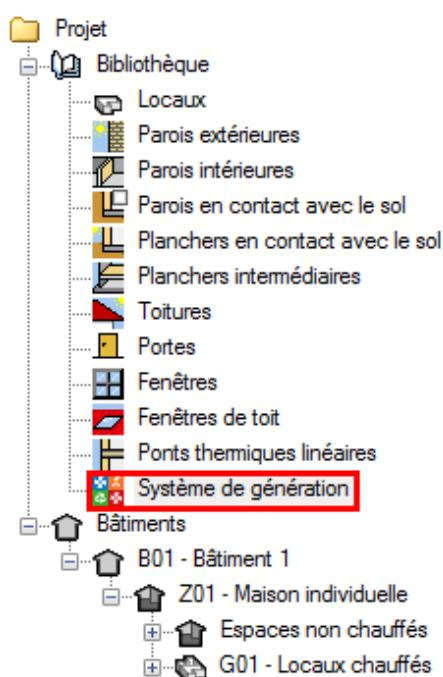 Projet
Bibliothèque
Locaux
Parois extérieures
Parois intérieures
Parois en contact avec le sol
Planchers en contact avec le sol
Planchers intermédiaires
Toitures
Portes
Fenêtres
Fenêtres de toit
Ponts thermiques linéaires
Système de génération
Bâtiments
B01 - Bâtiment 1
Z01 - Maison individuelle
Espaces non chauffés
G01 - Locaux chauffés